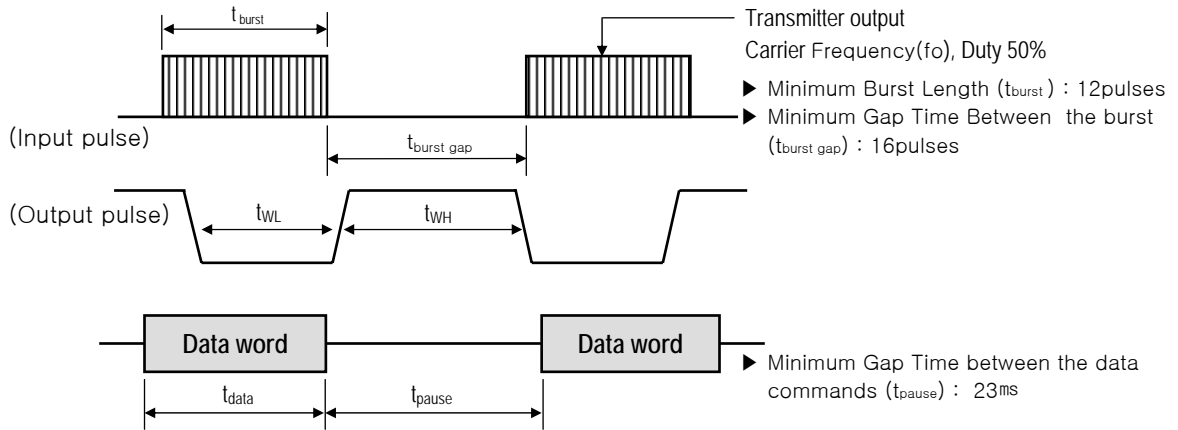 t burst
Transmitter output
Carrier Frequency(fo), Duty 50%
▶ Minimum Burst Length (tburst) : 12pulses
▶ Minimum Gap Time Between the burst
(tburst gap) : 16pulses
(Input pulse)
tburst gap
(Output pulse)
tWL
tWH
Data word
Data word
▶ Minimum Gap Time between the data
commands (tpause) : 23㎳
tdata
tpause